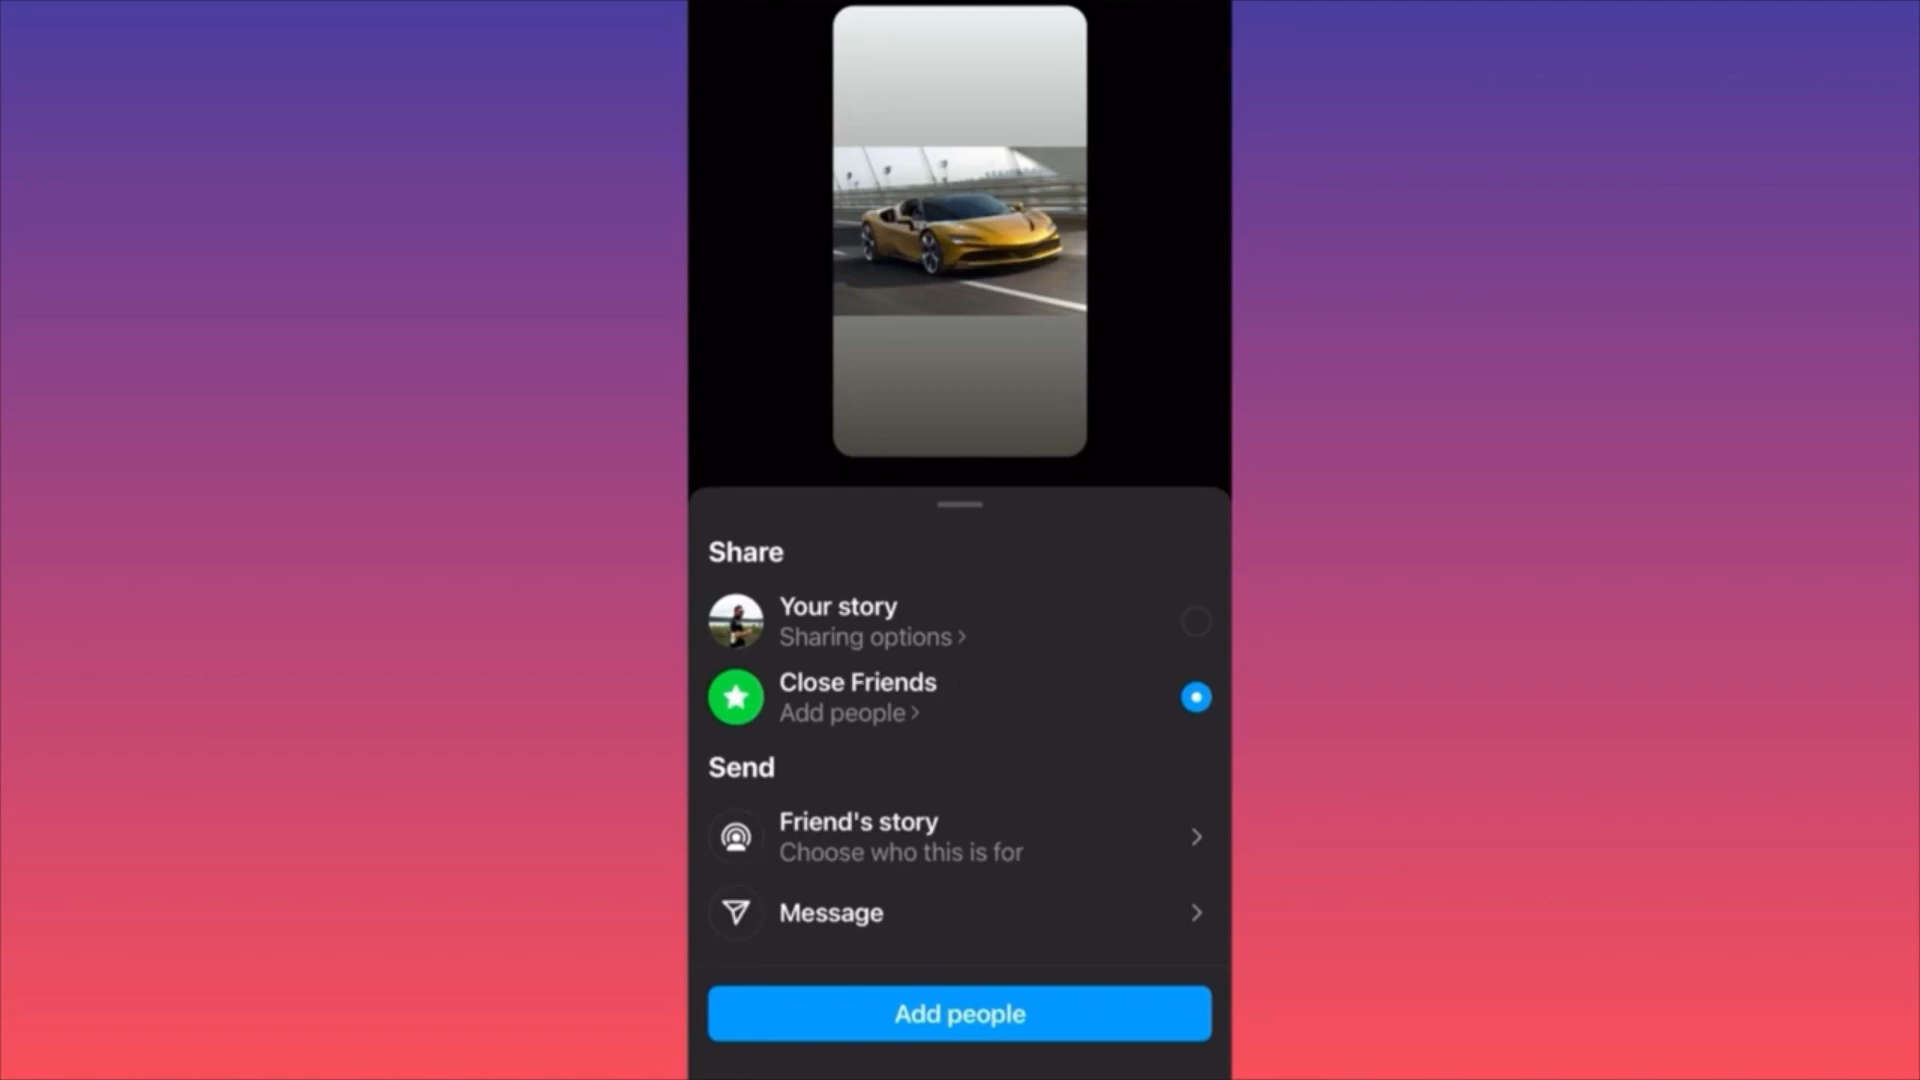 Share
Your story
Sharing options
Close Friends
Add people
Send
Friend's story
Choose who this is for
Message
Add people